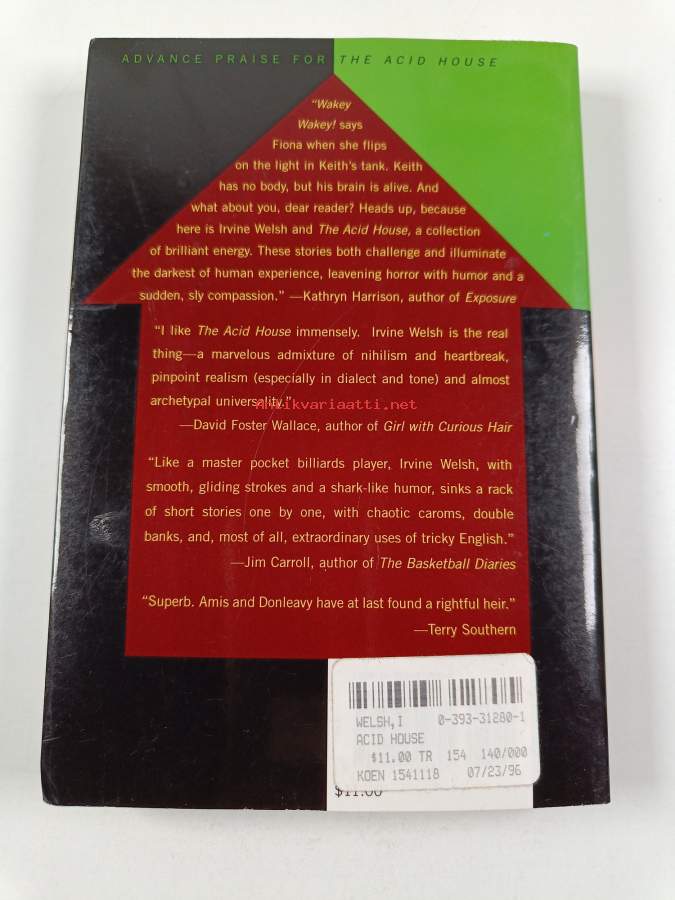 ADVANCE PRAISE FOR THE ACID HOUSE
“Wakey
Wakey! says
Fiona when she flips
on the light in Keith’s tank. Keith
has no body, but his brain is alive. And
what about you, dear reader? Heads up, because
here is Irvine Welsh and The Acid House, a collection
of brilliant energy. These stories both challenge and illuminate
the darkest of human experience, leavening horror with humor and a
sudden, sly compassion.” —Kathryn Harrison, author of Exposure
“I like The Acid House immensely. Irvine Welsh is the real
thing—a marvelous admixture of nihilism and heartbreak,
pinpoint realism (especially in dialect and tone) and almost
archetypal universality.”
Antikvariaatti.net
—David Foster Wallace, author of Girl with Curious Hair
“Like a master pocket billiards player, Irvine Welsh, with
smooth, gliding strokes and a shark-like humor, sinks a rack
of short stories one by one, with chaotic caroms, double
banks, and, most of all, extraordinary uses of tricky English.”
—Jim Carroll, author of The Basketball Diaries
“Superb. Amis and Donleavy have at last found a rightful heir.”
—Terry Southern
WELSH,I 0-393-31280-1
ACID HOUSE
$11.00 TR 154 140/000
KOEN 1541118 07/23/96
$11.00